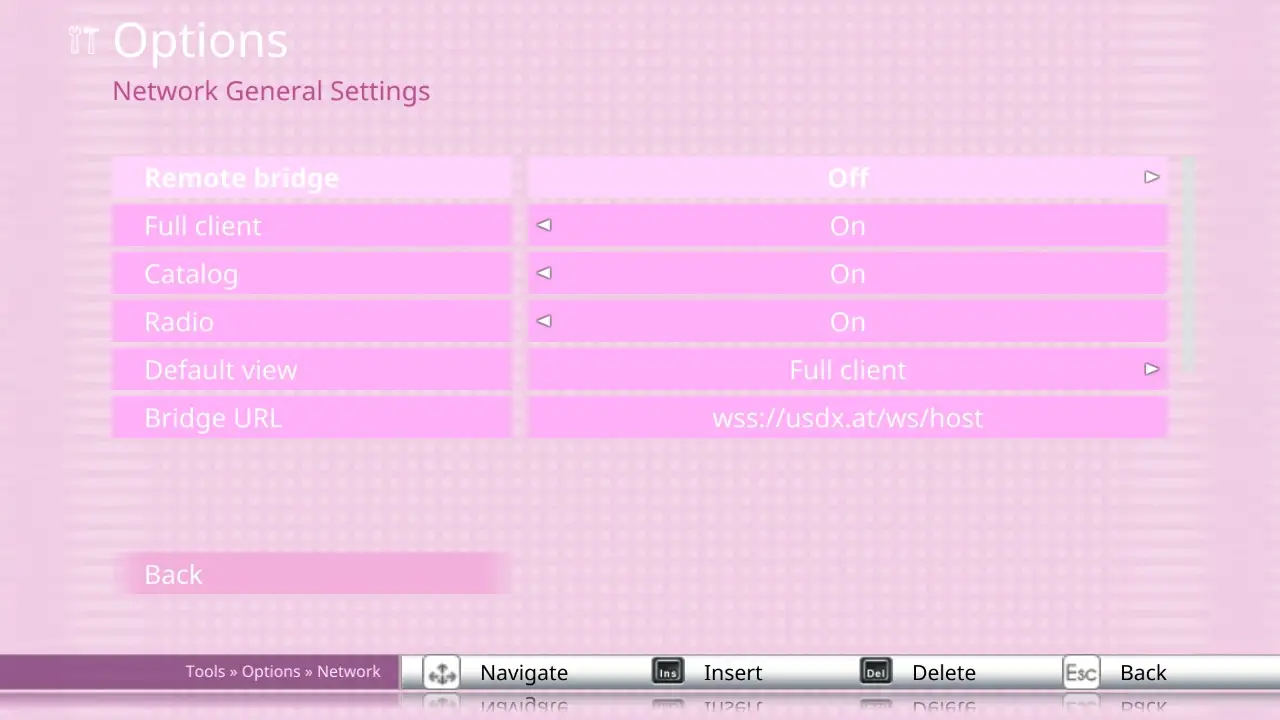 Options
Network General Settings
Remote bridge Off
Full client On
Catalog On
Radio On
Default view Full client
Bridge URL wss://usdx.at/ws/host
Back
Tools » Options » Network Navigate Ins Insert Del Delete Esc Back